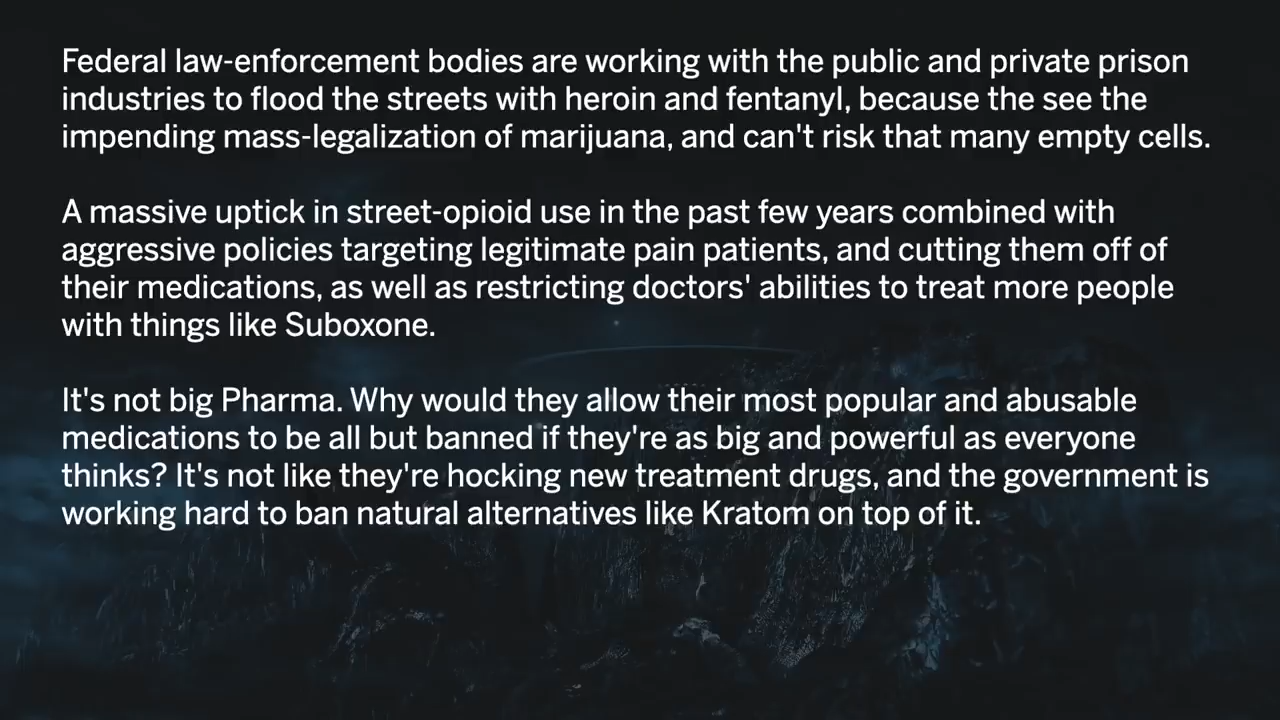 Federal law-enforcement bodies are working with the public and private prison
industries to flood the streets with heroin and fentanyl, because the see the
impending mass-legalization of marijuana, and can't risk that many empty cells.
A massive uptick in street-opioid use in the past few years combined with
aggressive policies targeting legitimate pain patients, and cutting them off of
their medications, as well as restricting doctors' abilities to treat more people
with things like Suboxone.
It's not big Pharma. Why would they allow their most popular and abusable
medications to be all but banned if they're as big and powerful as everyone
thinks? It's not like they're hocking new treatment drugs, and the government is
working hard to ban natural alternatives like Kratom on top of it.